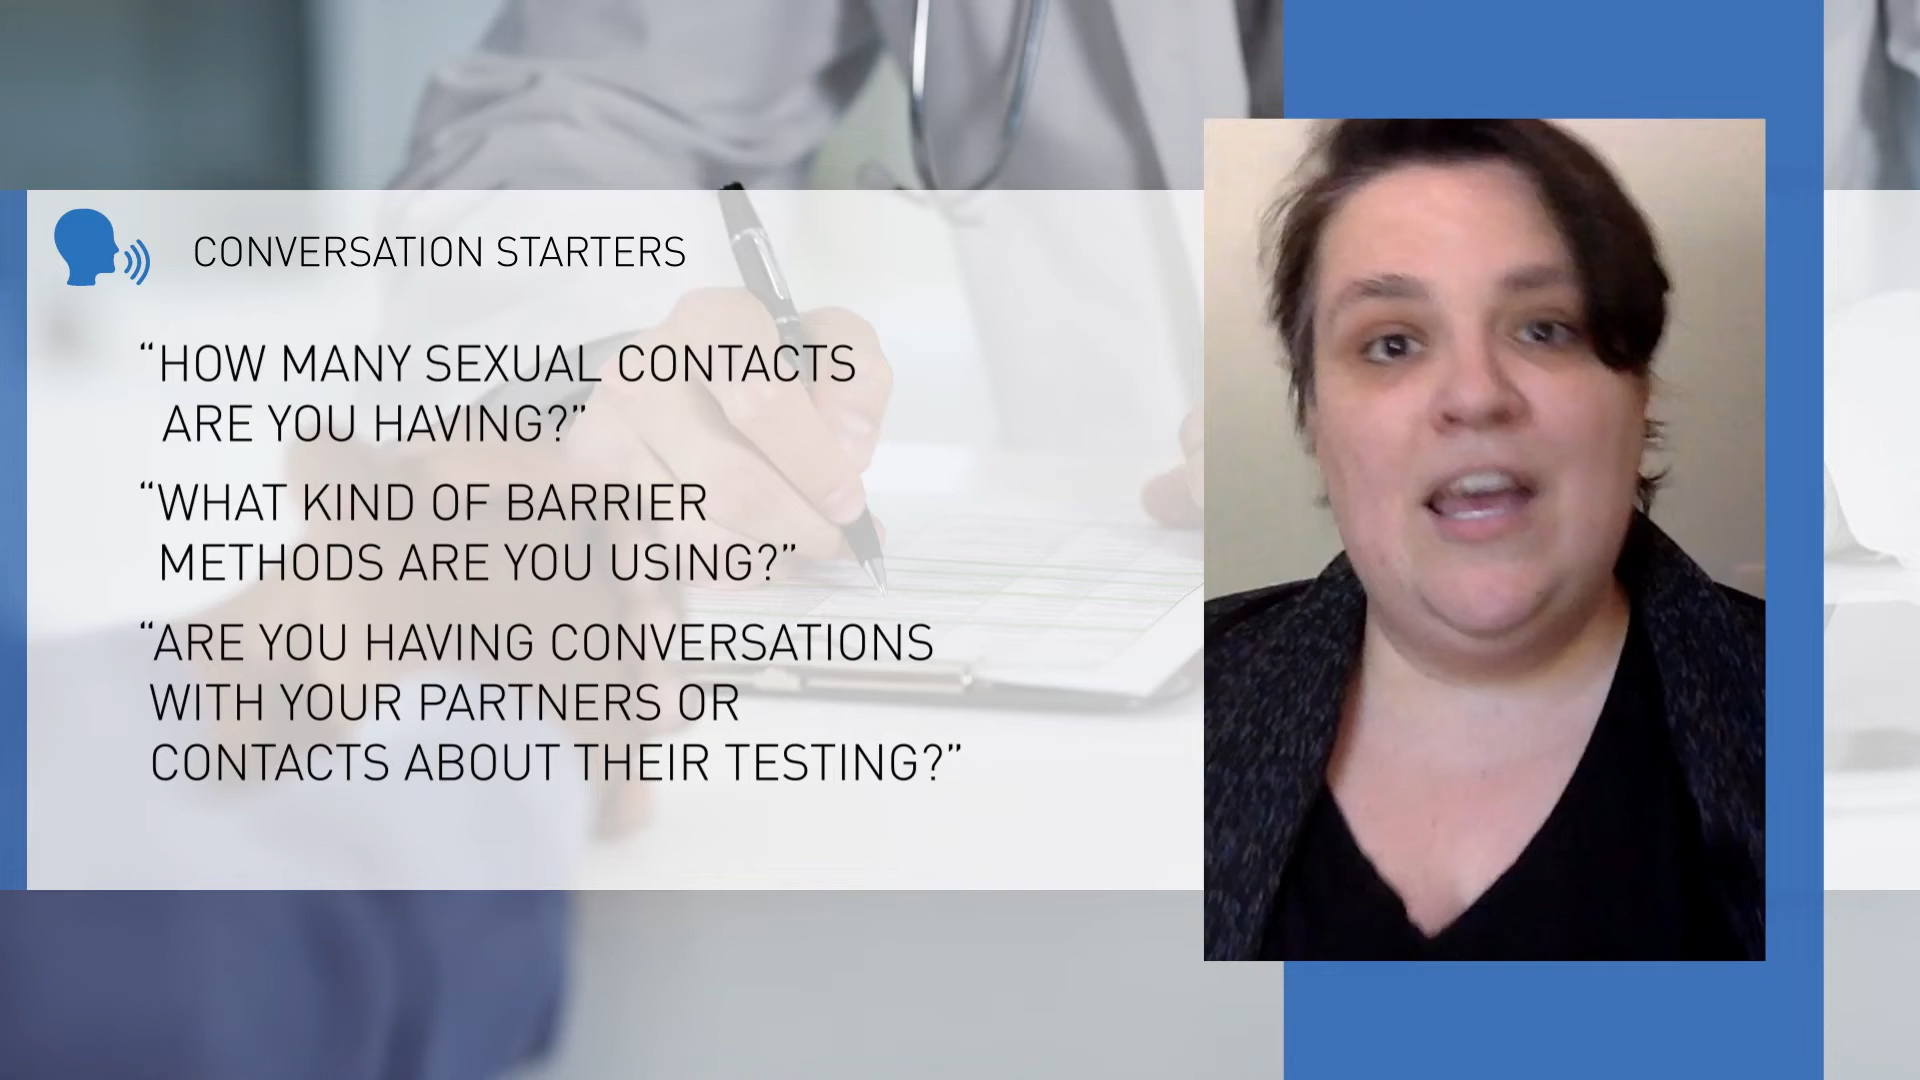 CONVERSATION STARTERS
“HOW MANY SEXUAL CONTACTS
ARE YOU HAVING?”
“WHAT KIND OF BARRIER
METHODS ARE YOU USING?”
“ARE YOU HAVING CONVERSATIONS
WITH YOUR PARTNERS OR
CONTACTS ABOUT THEIR TESTING?”